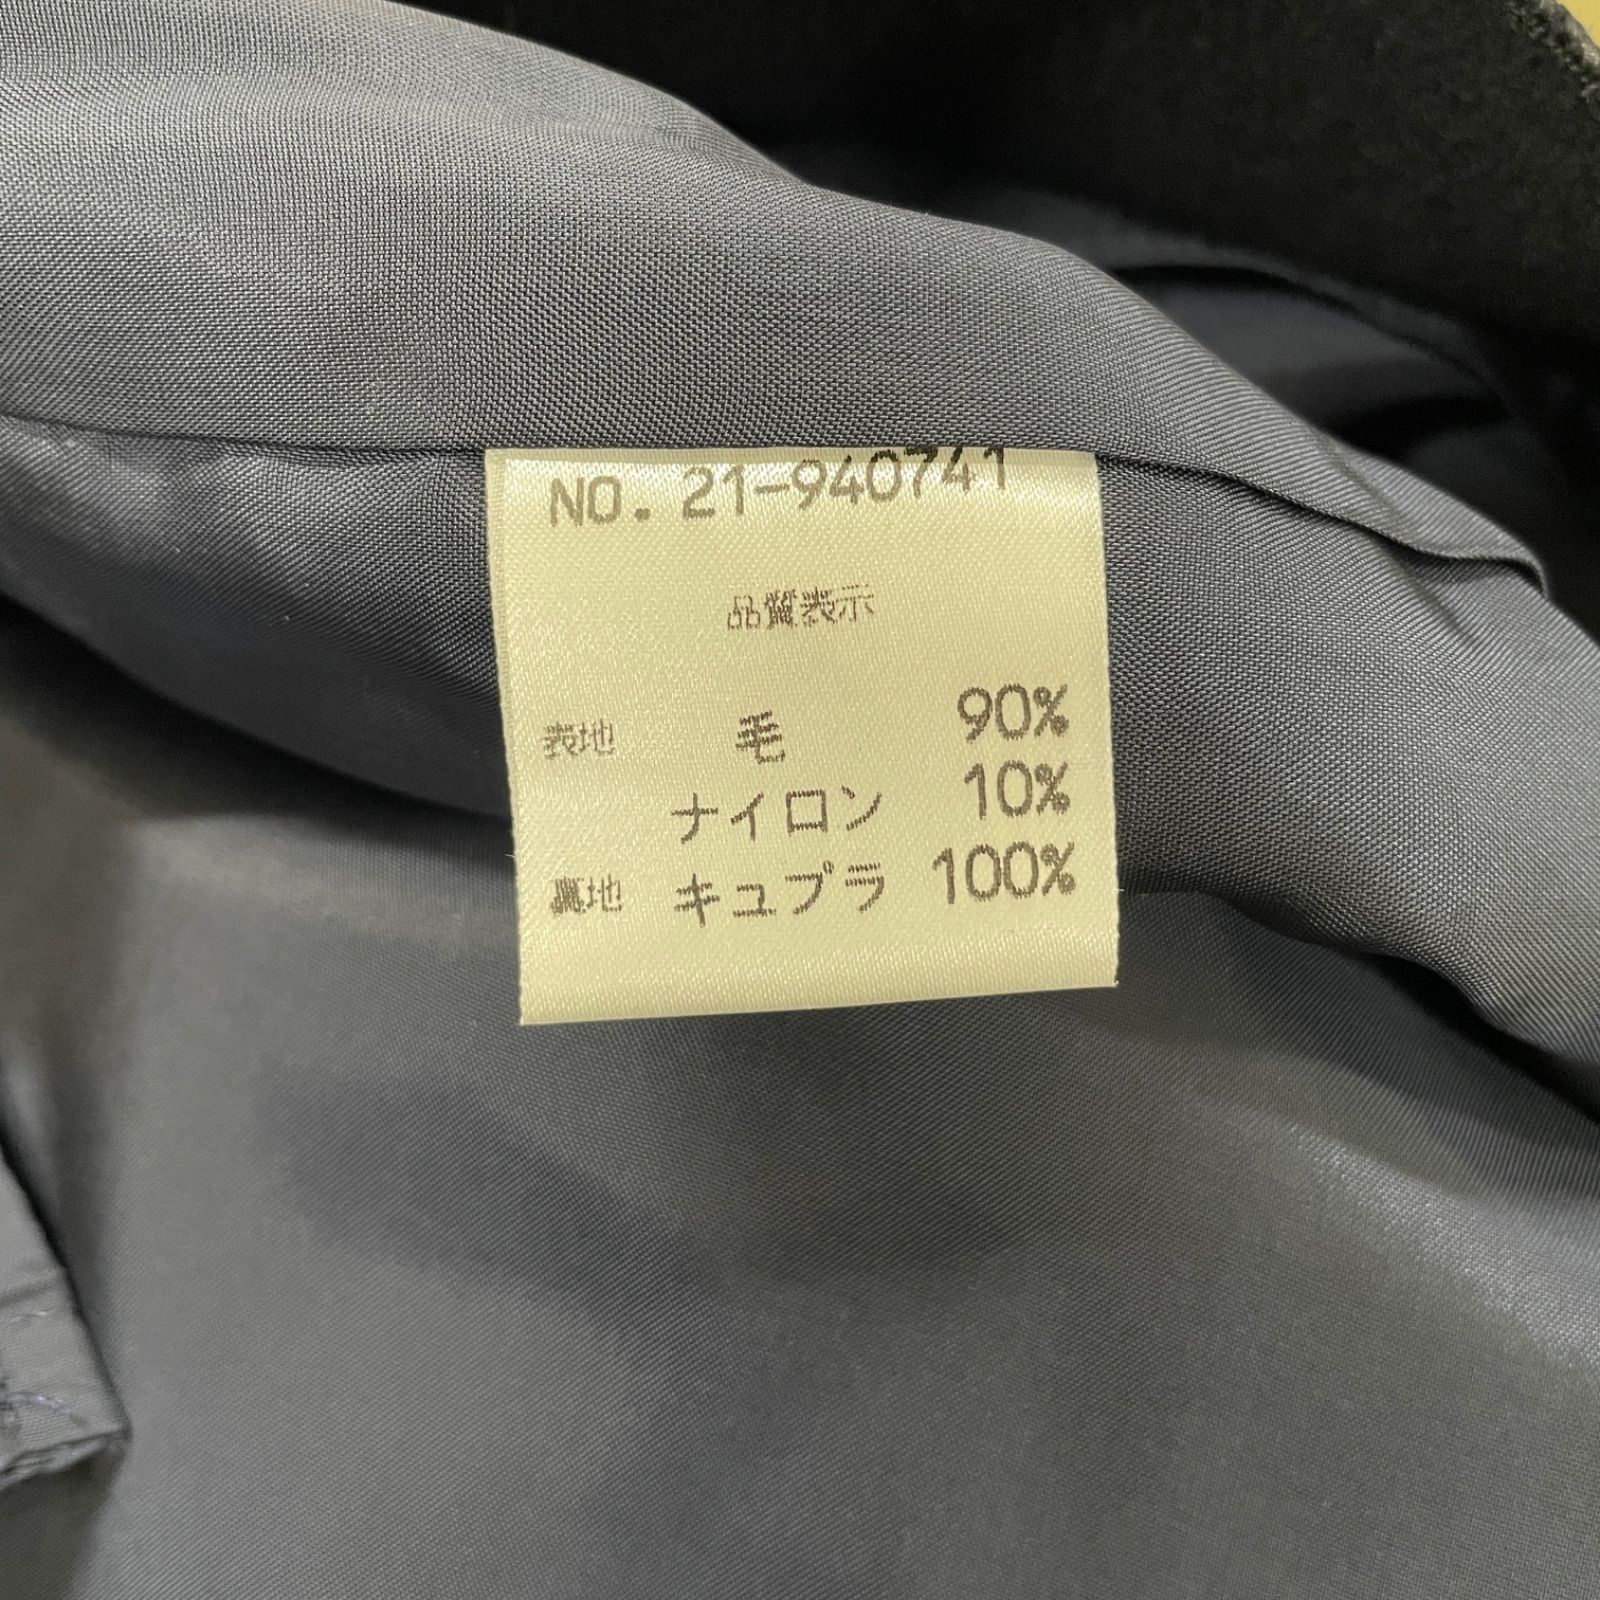 NO. 21-940741
品質表示
表地 毛 90%
ナイロン 10%
裏地 キュプラ 100%